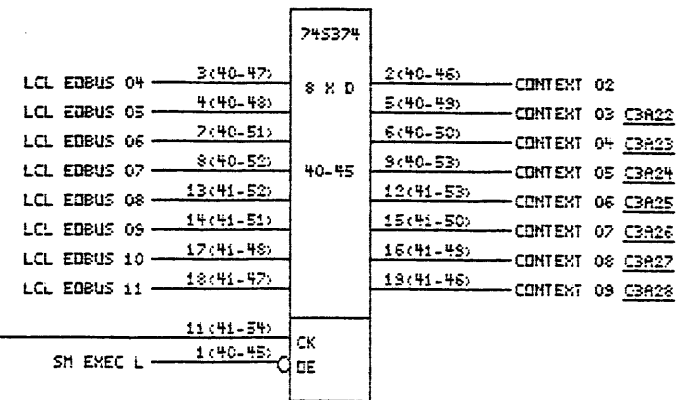 74S374
LCL EDBUS 04 3(40-47) 8 X D 2(40-46) CONTEXT 02
LCL EDBUS 05 4(40-48) 5(40-49) CONTEXT 03 C3A22
LCL EDBUS 06 7(40-51) 6(40-50) CONTEXT 04 C3A23
LCL EDBUS 07 8(40-52) 40-45 9(40-53) CONTEXT 05 C3A24
LCL EDBUS 08 13(41-52) 12(41-53) CONTEXT 06 C3A25
LCL EDBUS 09 14(41-51) 15(41-50) CONTEXT 07 C3A26
LCL EDBUS 10 17(41-48) 16(41-49) CONTEXT 08 C3A27
LCL EDBUS 11 18(41-47) 19(41-46) CONTEXT 09 C3A28
11(41-54) CK
SM EXEC L 1(40-45) OE